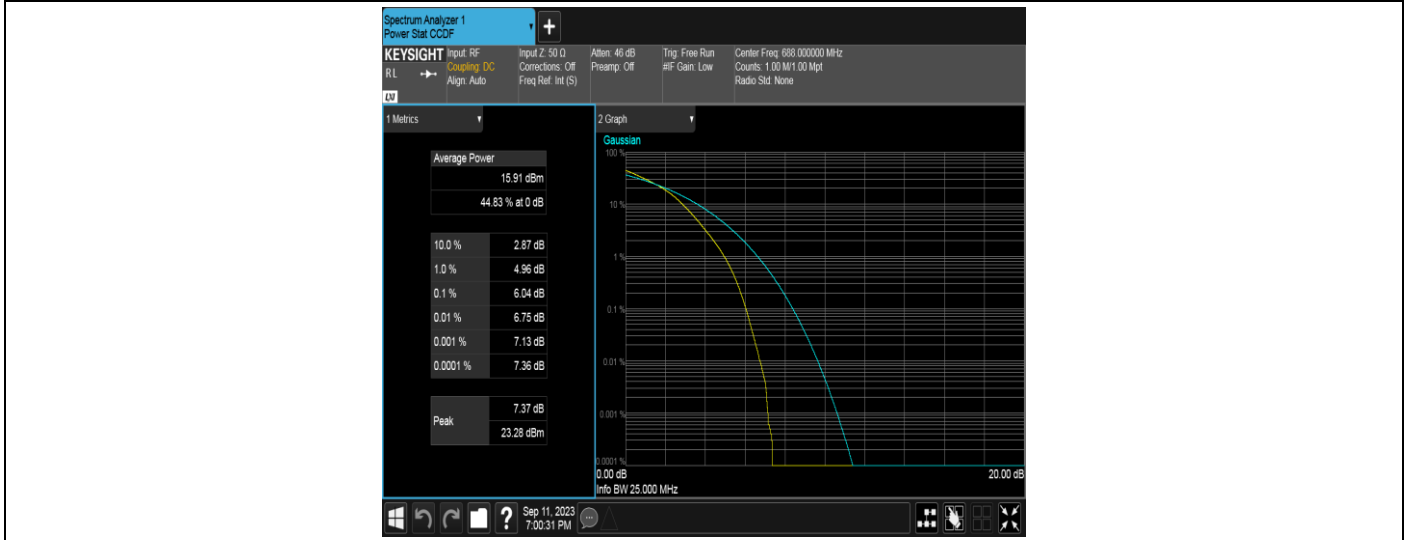 Spectrum Analyzer 1
Power Stat CCDF
+
KEYSIGHT
RL
LXI
Input: RF
Coupling: DC
Align: Auto
Input Z: 50 Ω
Corrections: Off
Freq Ref: Int (S)
Atten: 46 dB
Preamp: Off
Trig: Free Run
#IF Gain: Low
Center Freq: 688.000000 MHz
Counts: 1.00 M/1.00 Mpt
Radio Std: None
1 Metrics
Average Power
15.91 dBm
44.83 % at 0 dB
10.0 % 2.87 dB
1.0 % 4.96 dB
0.1 % 6.04 dB
0.01 % 6.75 dB
0.001 % 7.13 dB
0.0001 % 7.36 dB
Peak
7.37 dB
23.28 dBm
2 Graph
Gaussian
100 %
10 %
1 %
0.1 %
0.01 %
0.001 %
0.0001 %
0.00 dB 20.00 dB
Info BW 25.000 MHz
?
Sep 11, 2023
7:00:31 PM